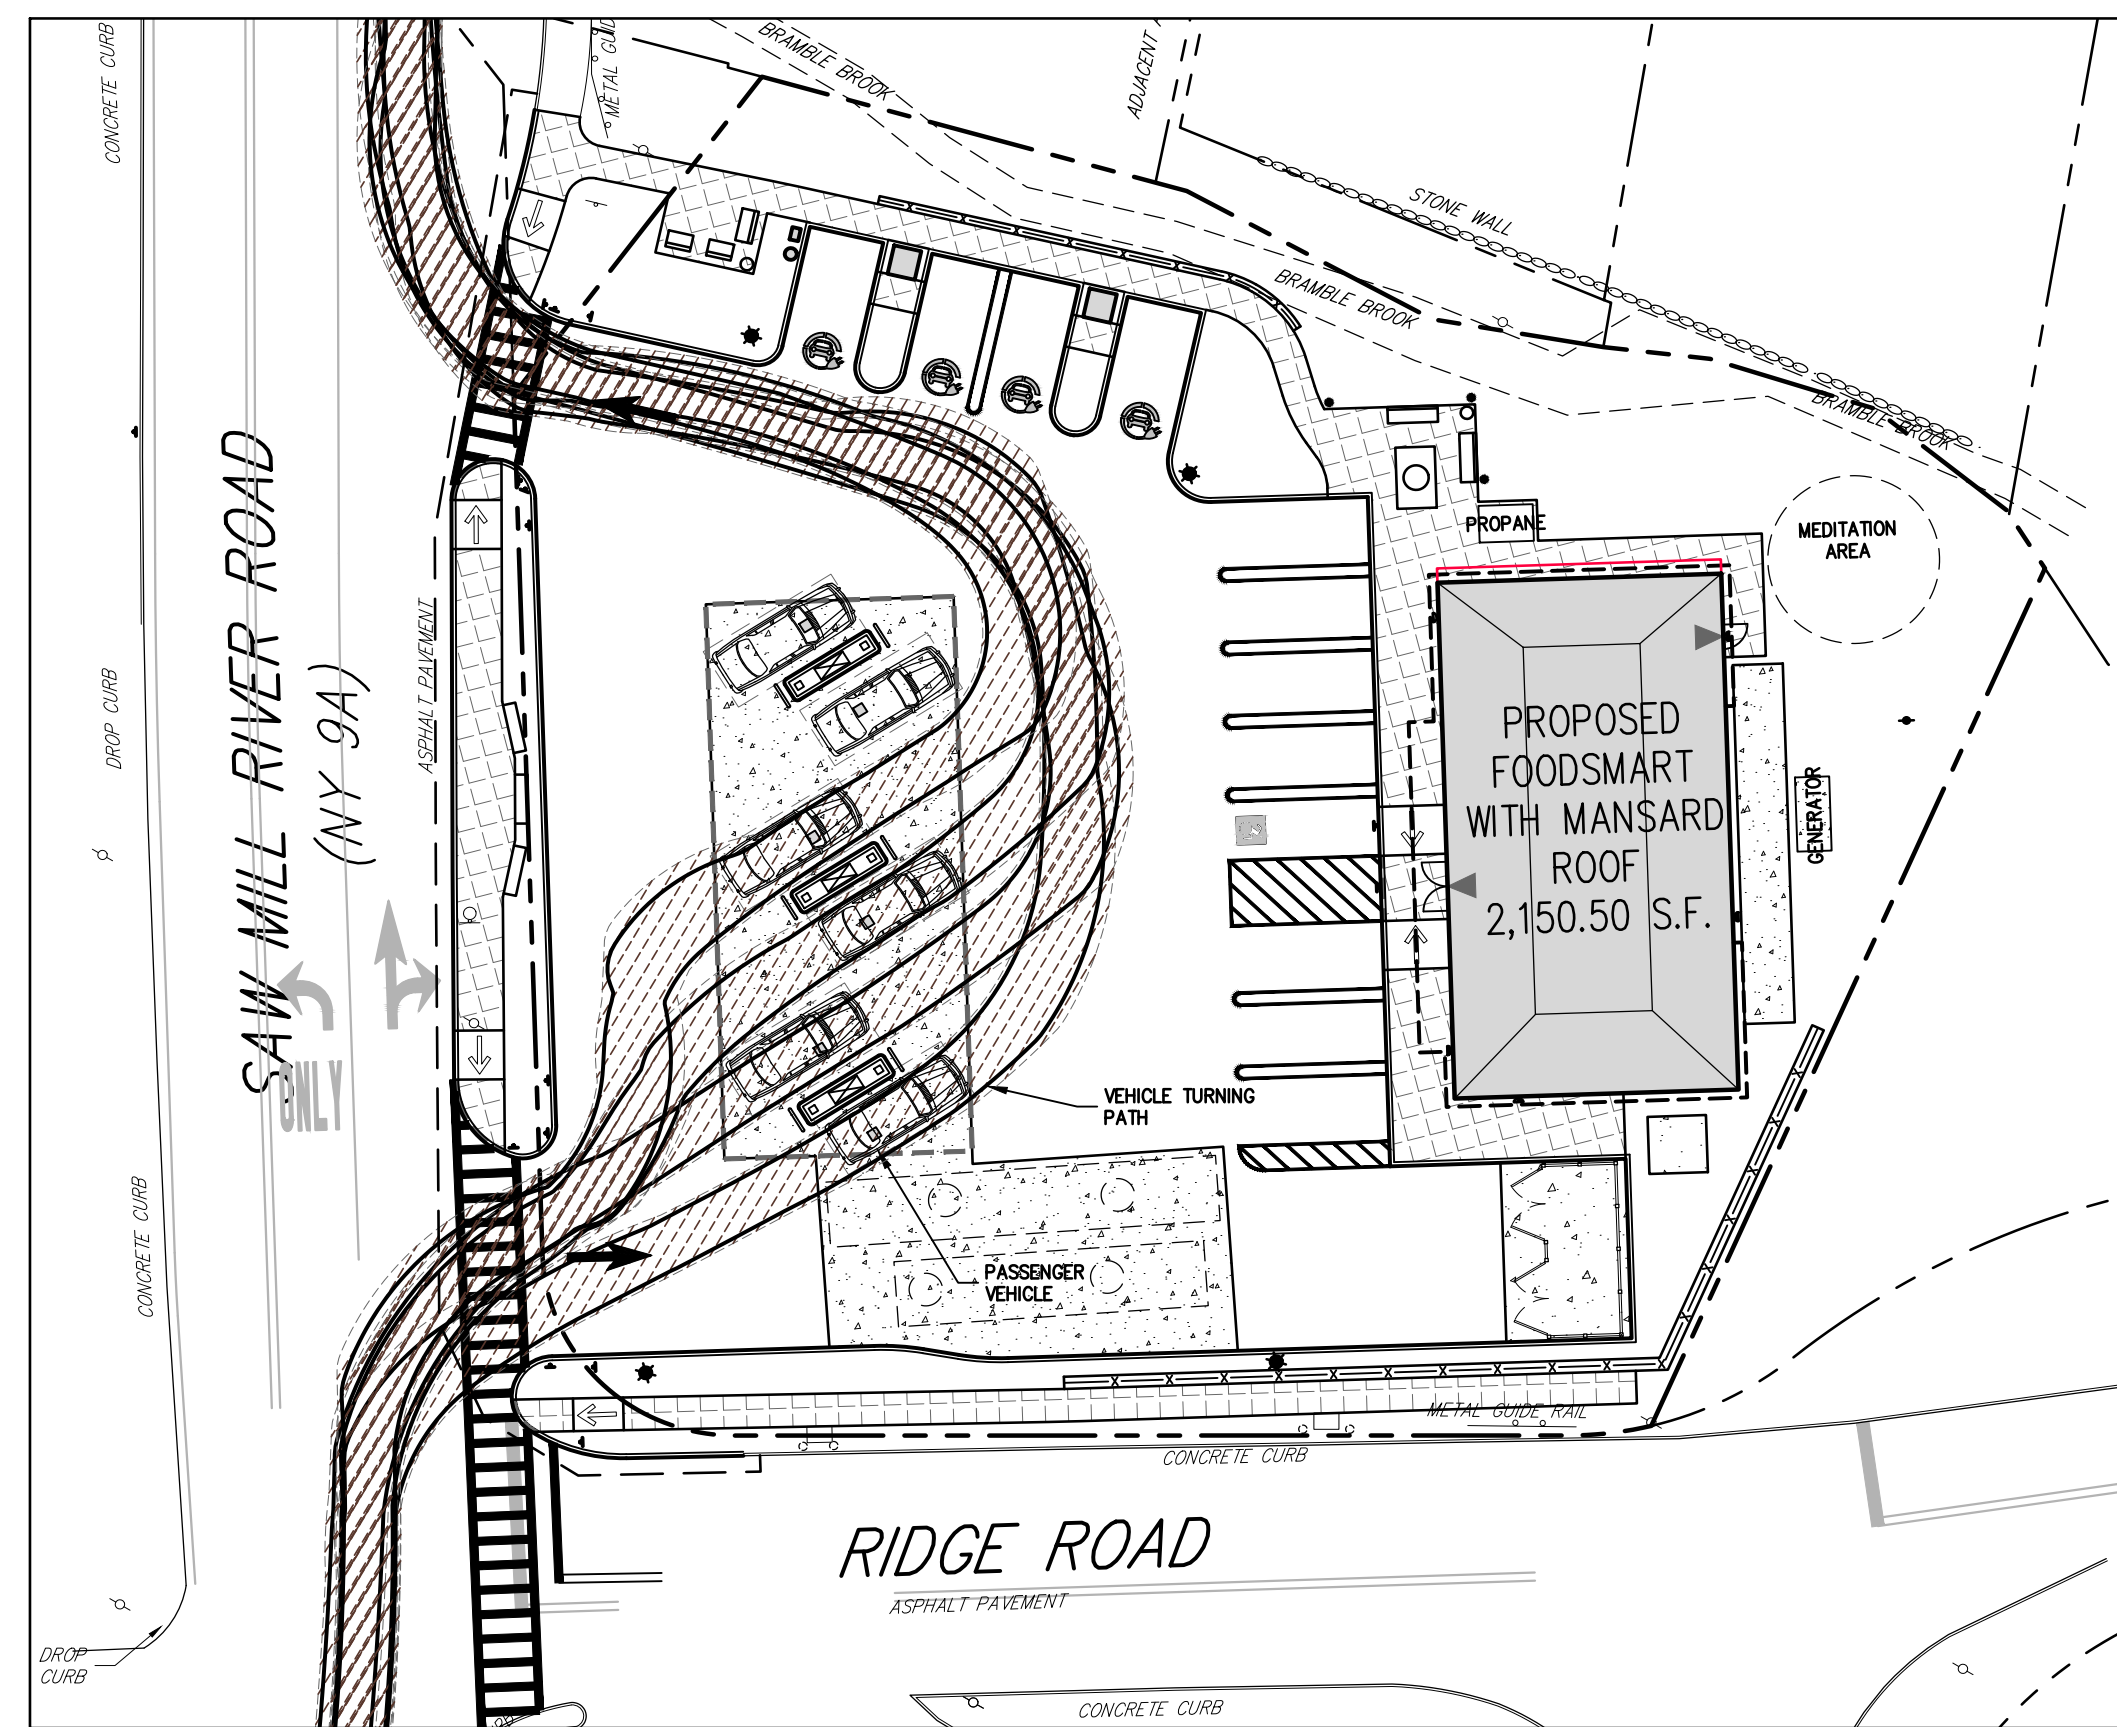 CONCRETE CURB
METAL GUID
BRAMBLE BROOK
ADJACENT
STONE WALL
BRAMBLE BROOK
BRAMBLE BROOK
PROPANE
MEDITATION
AREA
SAW MILL RIVER ROAD
(NY 9A)
ASPHALT PAVEMENT
DROP CURB
PROPOSED
FOODSMART
WITH MANSARD
ROOF
2,150.50 S.F.
GENERATOR
ONLY
VEHICLE TURNING
PATH
CONCRETE CURB
PASSENGER
VEHICLE
METAL GUIDE RAIL
CONCRETE CURB
RIDGE ROAD
ASPHALT PAVEMENT
DROP
CURB
CONCRETE CURB